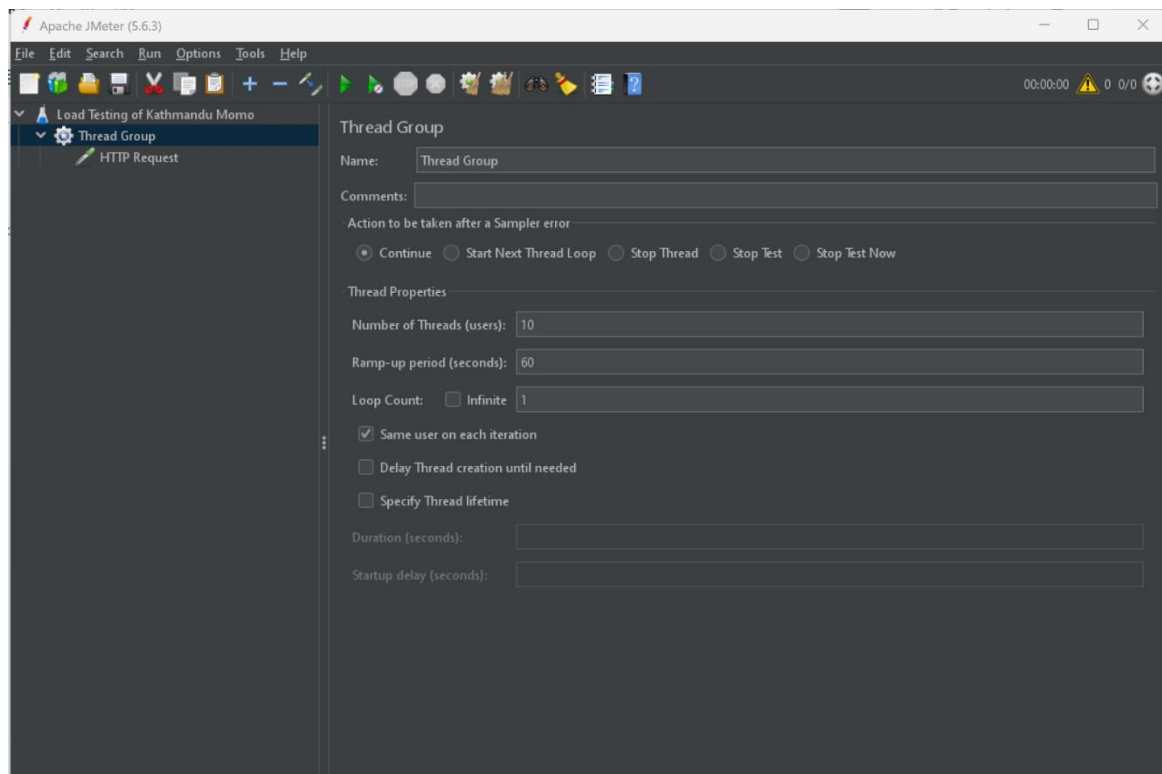 Apache JMeter (5.6.3)
File Edit Search Run Options Tools Help
00:00:00 0 0/0
Load Testing of Kathmandu Momo
Thread Group
HTTP Request
Thread Group
Name: Thread Group
Comments:
Action to be taken after a Sampler error
Continue Start Next Thread Loop Stop Thread Stop Test Stop Test Now
Thread Properties
Number of Threads (users): 10
Ramp-up period (seconds): 60
Loop Count: Infinite 1
Same user on each iteration
Delay Thread creation until needed
Specify Thread lifetime
Duration (seconds):
Startup delay (seconds):